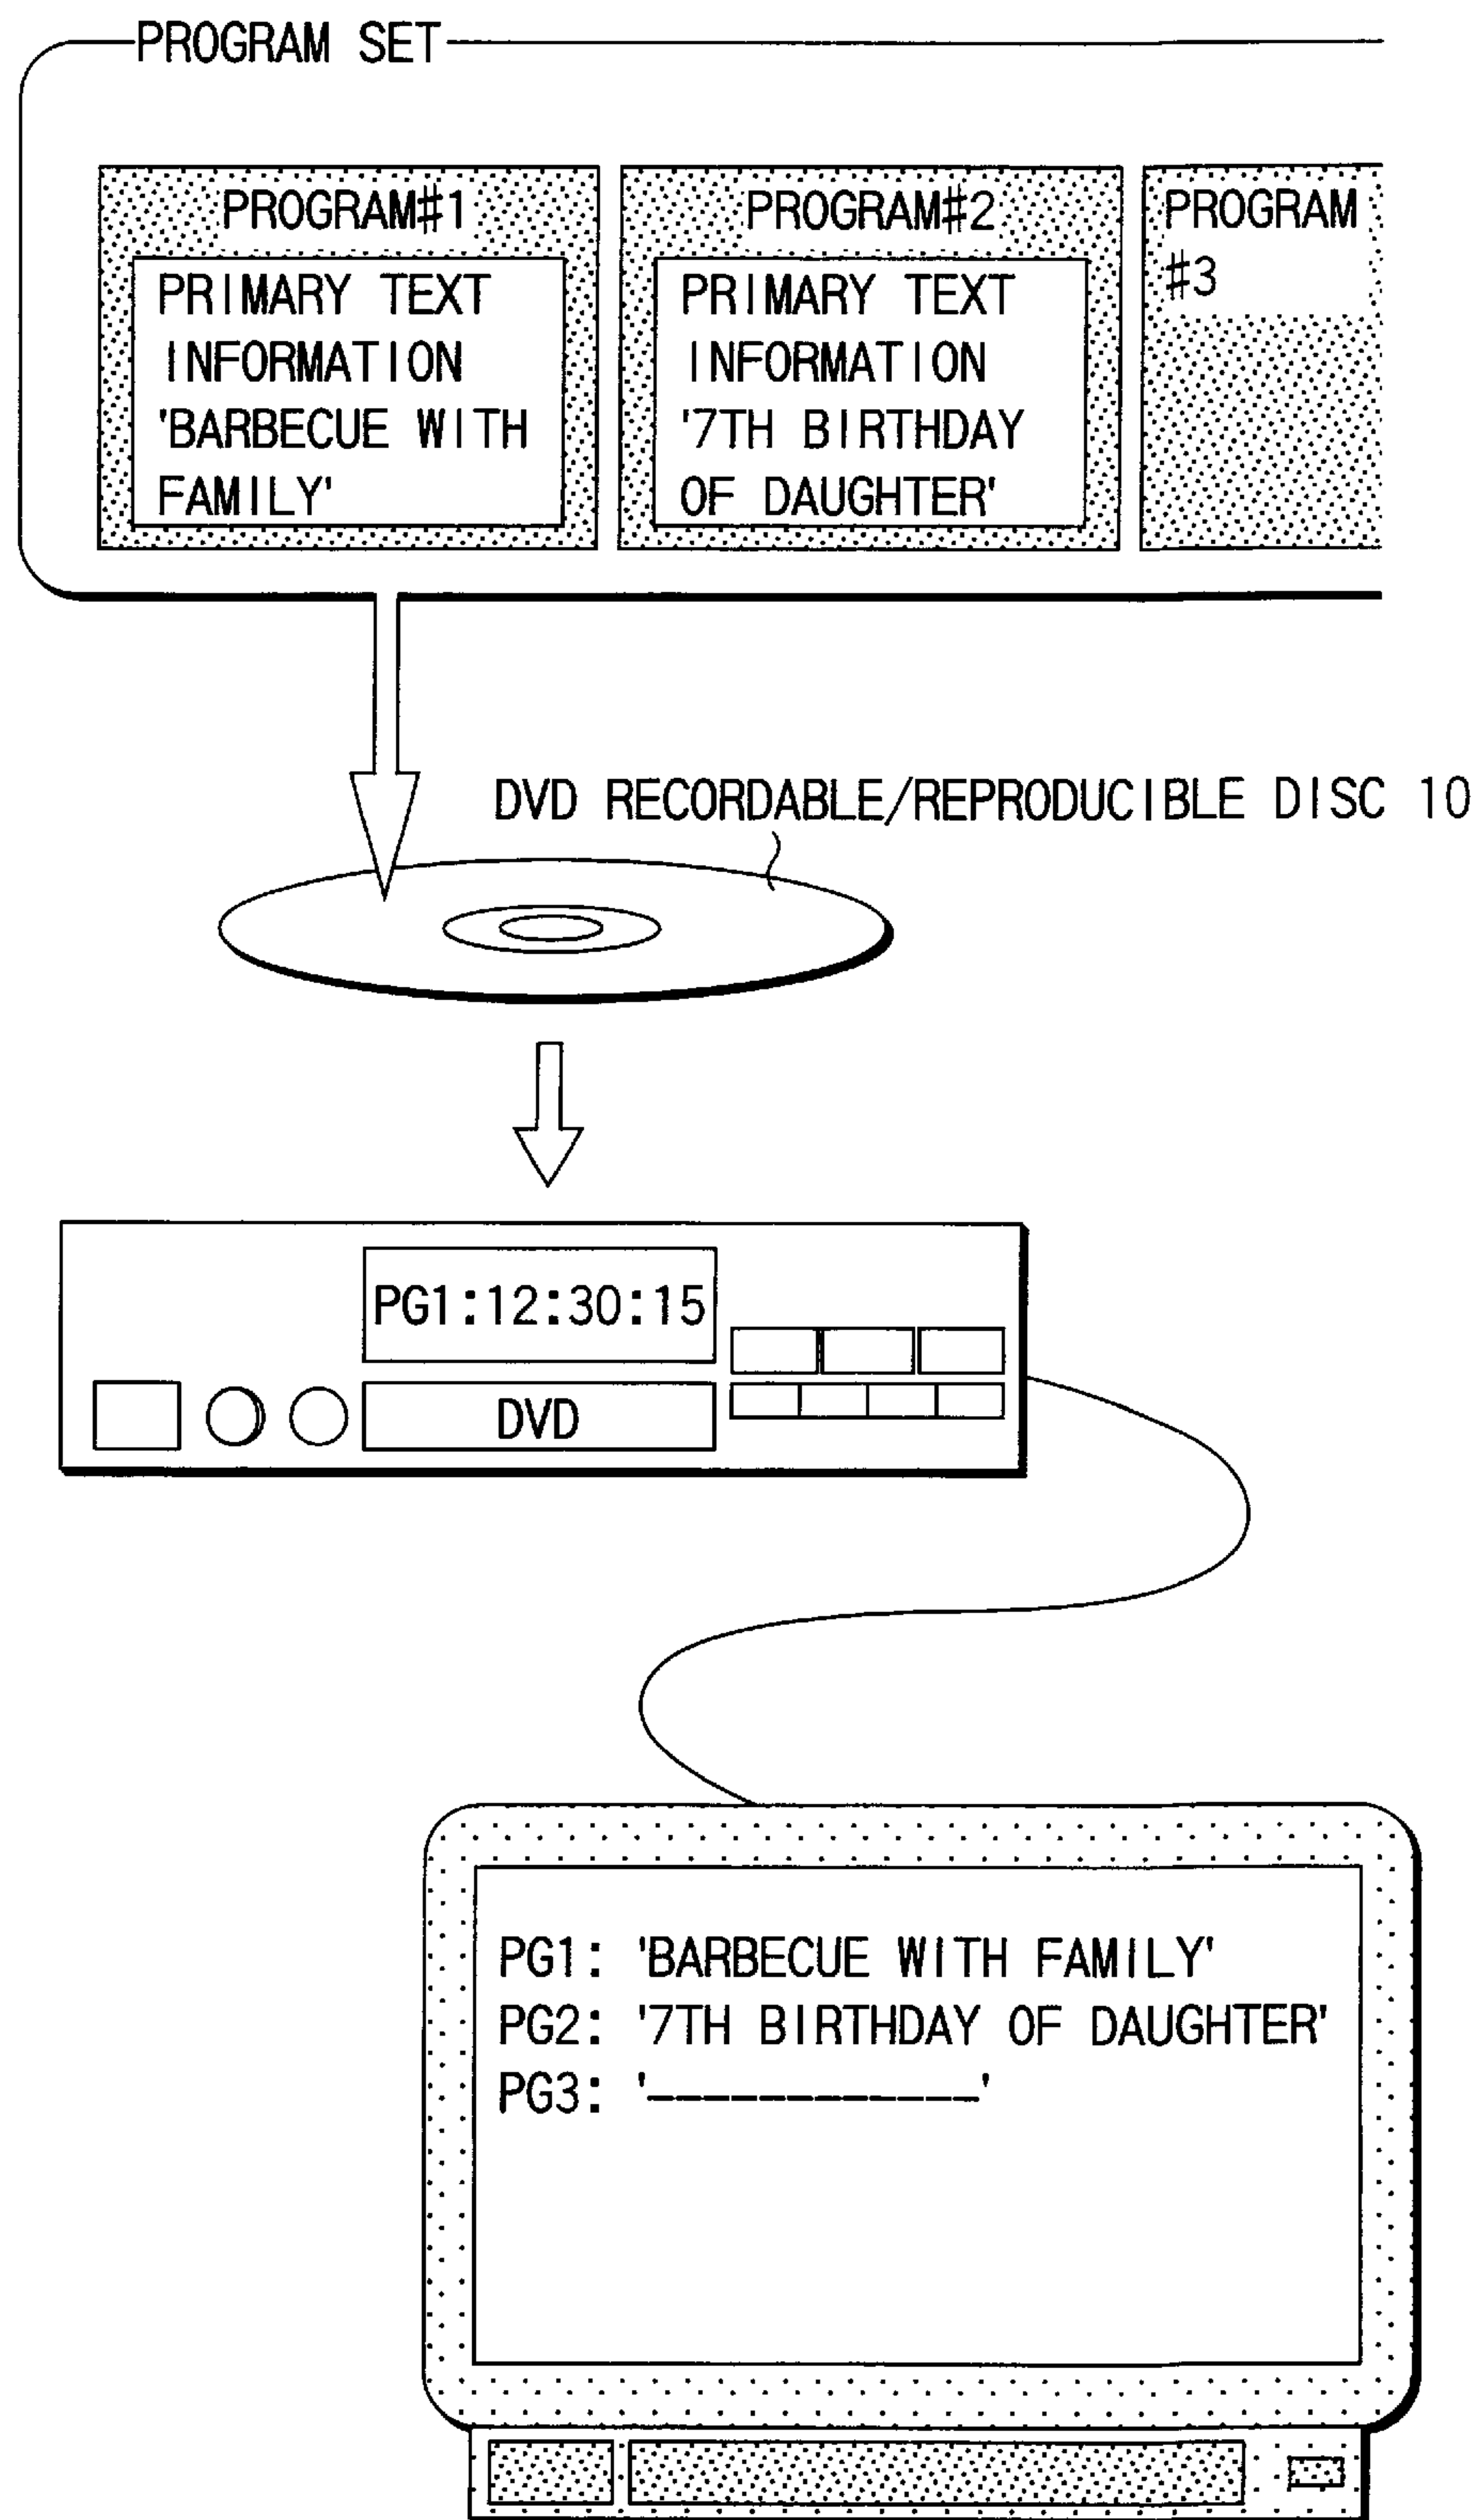 PROGRAM SET
PROGRAM#1
PRIMARY TEXT
INFORMATION
'BARBECUE WITH
FAMILY'
PROGRAM#2
PRIMARY TEXT
INFORMATION
'7TH BIRTHDAY
OF DAUGHTER'
PROGRAM
#3
DVD RECORDABLE/REPRODUCIBLE DISC 10
PG1:12:30:15
DVD
PG1: 'BARBECUE WITH FAMILY'
PG2: '7TH BIRTHDAY OF DAUGHTER'
PG3: '____________'